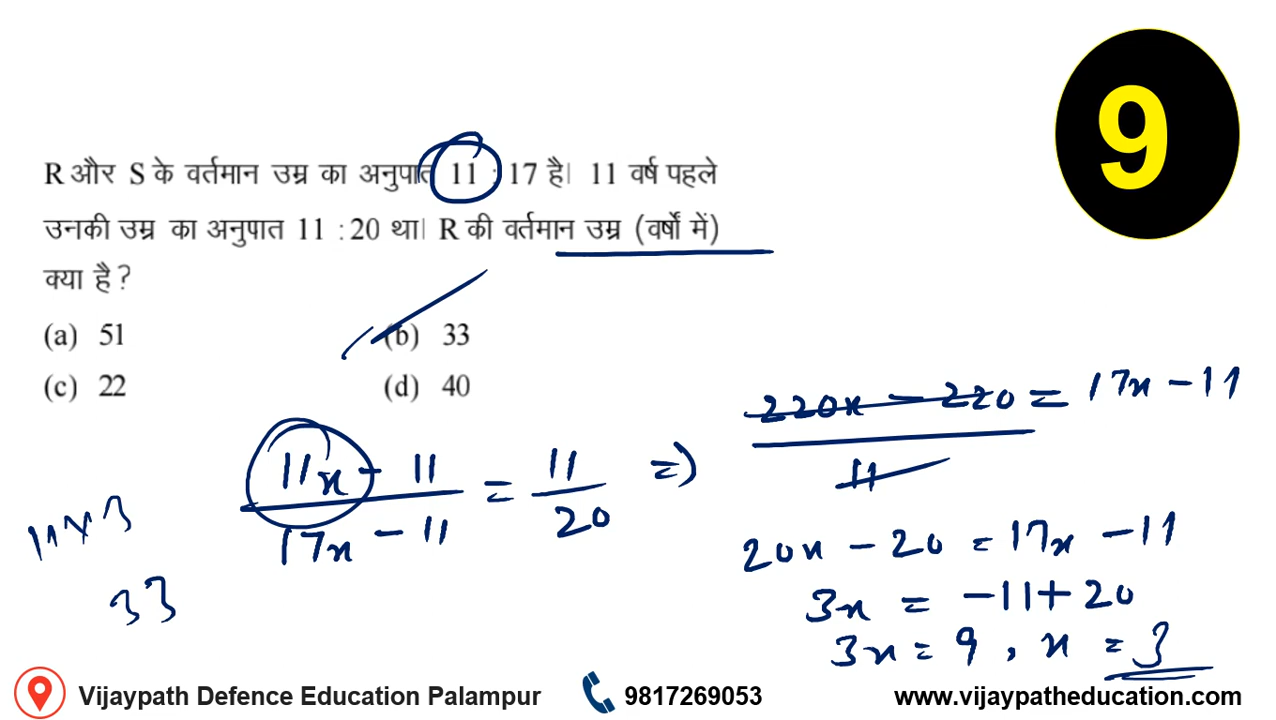 9
R और S के वर्तमान उम्र का अनुपात 11 : 17 है। 11 वर्ष पहले
उनकी उम्र का अनुपात 11 : 20 था। R की वर्तमान उम्र (वर्षों में)
क्या है?
(a) 51 (b) 33
(c) 22 (d) 40
11x - 11 / 17x - 11 = 11 / 20 => 220x - 220 / 11 = 17x - 11
20x - 20 = 17x - 11
3x = -11 + 20
3x = 9, x = 3
11 x 3
33
Vijaypath Defence Education Palampur 9817269053 www.vijaypatheducation.com